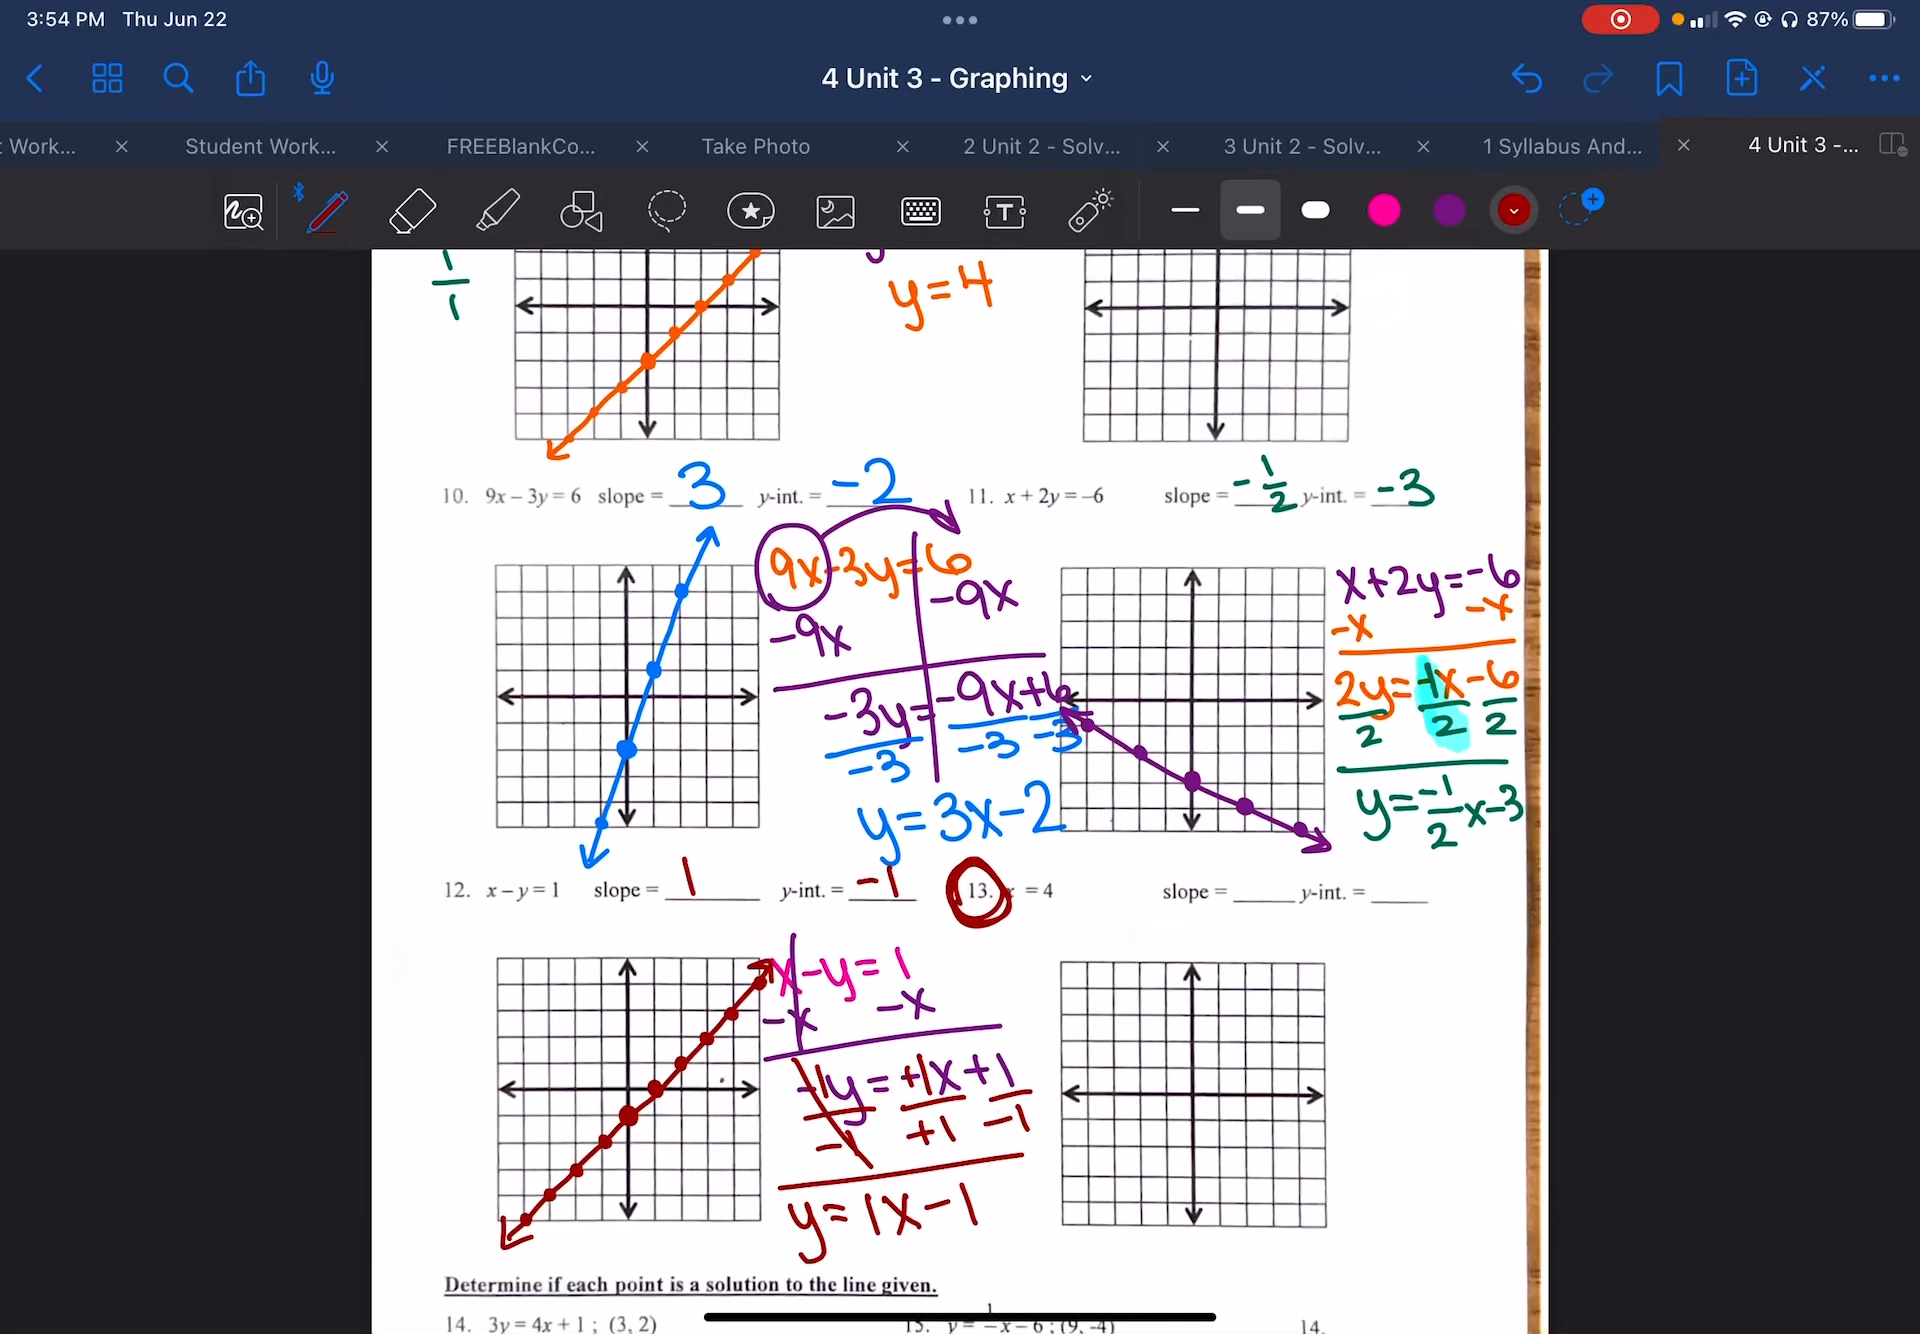 3:54 PM Thu Jun 22
87%
4 Unit 3 - Graphing
Work... Student Work... FREEBlankCo... Take Photo 2 Unit 2 - Solv... 3 Unit 2 - Solv... 1 Syllabus And... 4 Unit 3 -...
1
1
y=4
10. 9x – 3y = 6 slope = 3 y-int. = -2
11. x + 2y = –6 slope = -1/2 y-int. = -3
9x-3y=6
-9x -9x
-3y=-9x+6
-3 -3 -3
y=3x-2
x+2y=-6
-x -x
2y=-1x-6
2 2 2
y=-1/2x-3
12. x – y = 1 slope = 1 y-int. = -1
13. = 4 slope = y-int. =
x-y=1
-x -x
-1y=+1x+1
-1 +1 -1
y=1x-1
Determine if each point is a solution to the line given.
14. 3y = 4x + 1 ; (3, 2)
14.